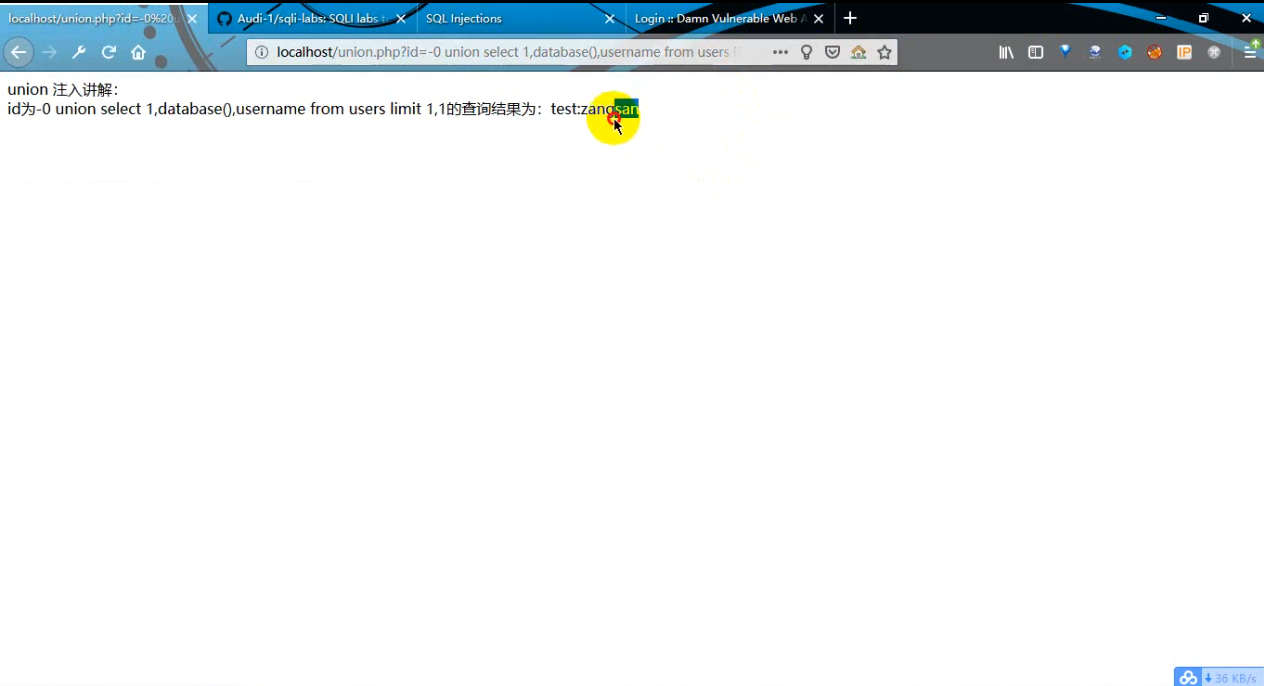 localhost/union.php?id=-0%20u
Audi-1/sqli-labs: SQLI labs t
SQL Injections
Login :: Damn Vulnerable Web A
localhost/union.php?id=-0 union select 1,database(),username from users l
IP
union 注入讲解：
id为-0 union select 1,database(),username from users limit 1,1的查询结果为：test:zangsan
36 KB/s